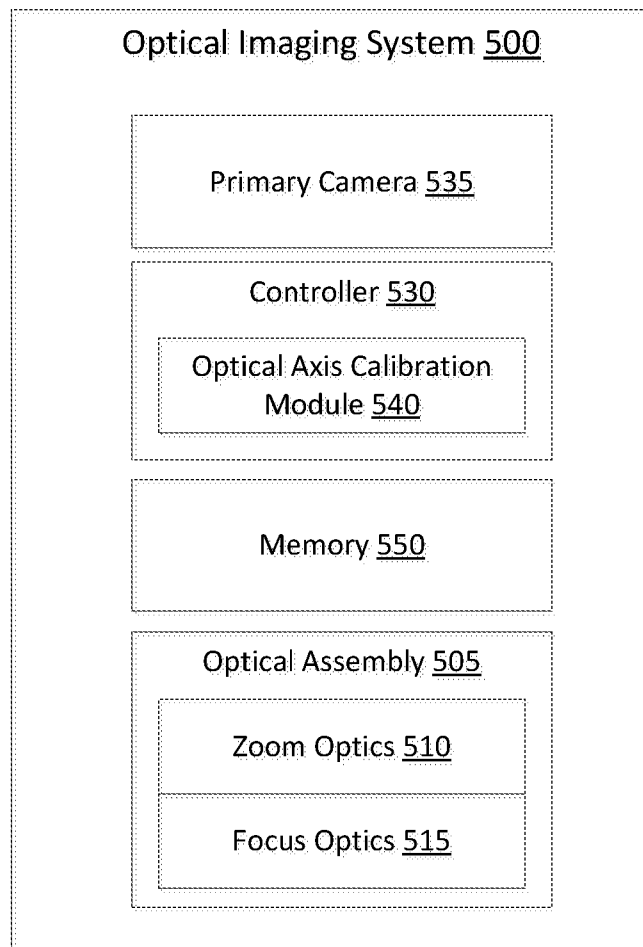 Optical Imaging System 500
Primary Camera 535
Controller 530
Optical Axis Calibration
Module 540
Memory 550
Optical Assembly 505
Zoom Optics 510
Focus Optics 515